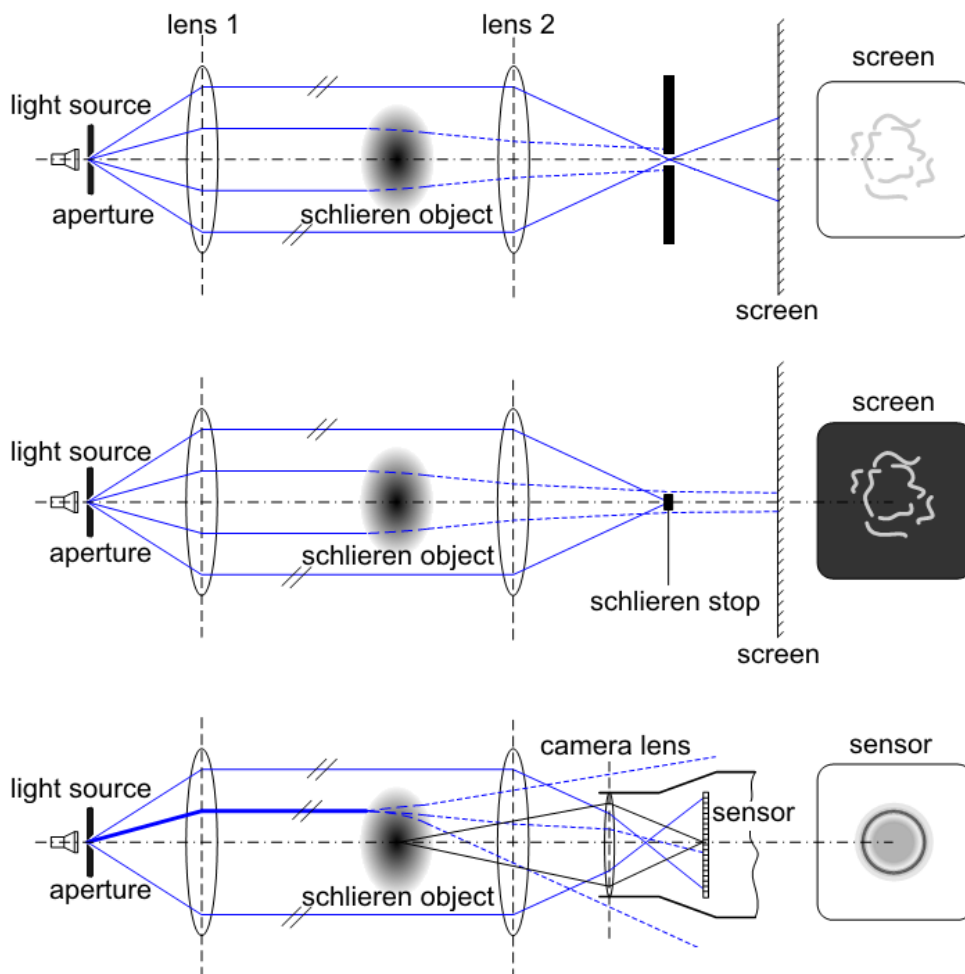 lens 1
lens 2
screen
light source
aperture
schlieren object
screen
screen
light source
aperture
schlieren object
schlieren stop
screen
camera lens
sensor
light source
sensor
aperture
schlieren object